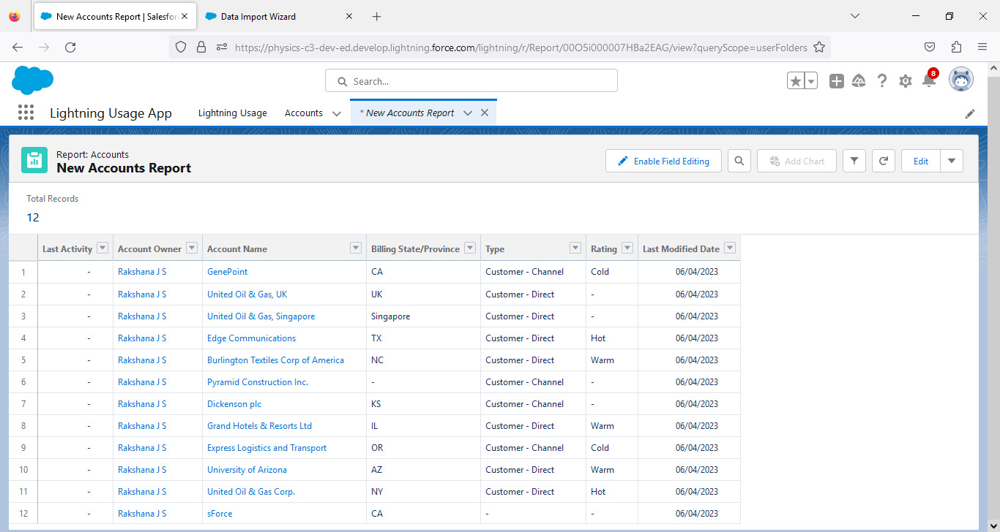 New Accounts Report | Salesfor
Data Import Wizard
https://physics-c3-dev-ed.develop.lightning.force.com/lightning/r/Report/00O5i000007HBa2EAG/view?queryScope=userFolders
Search...
8
Lightning Usage App
Lightning Usage
Accounts
* New Accounts Report
Report: Accounts
New Accounts Report
Enable Field Editing
Add Chart
Edit
Total Records
12
Last Activity Account Owner Account Name Billing State/Province Type Rating Last Modified Date
1 - Rakshana J S GenePoint CA Customer - Channel Cold 06/04/2023
2 - Rakshana J S United Oil & Gas, UK UK Customer - Direct - 06/04/2023
3 - Rakshana J S United Oil & Gas, Singapore Singapore Customer - Direct - 06/04/2023
4 - Rakshana J S Edge Communications TX Customer - Direct Hot 06/04/2023
5 - Rakshana J S Burlington Textiles Corp of America NC Customer - Direct Warm 06/04/2023
6 - Rakshana J S Pyramid Construction Inc. - Customer - Channel - 06/04/2023
7 - Rakshana J S Dickenson plc KS Customer - Channel - 06/04/2023
8 - Rakshana J S Grand Hotels & Resorts Ltd IL Customer - Direct Warm 06/04/2023
9 - Rakshana J S Express Logistics and Transport OR Customer - Channel Cold 06/04/2023
10 - Rakshana J S University of Arizona AZ Customer - Direct Warm 06/04/2023
11 - Rakshana J S United Oil & Gas Corp. NY Customer - Direct Hot 06/04/2023
12 - Rakshana J S sForce CA - - 06/04/2023